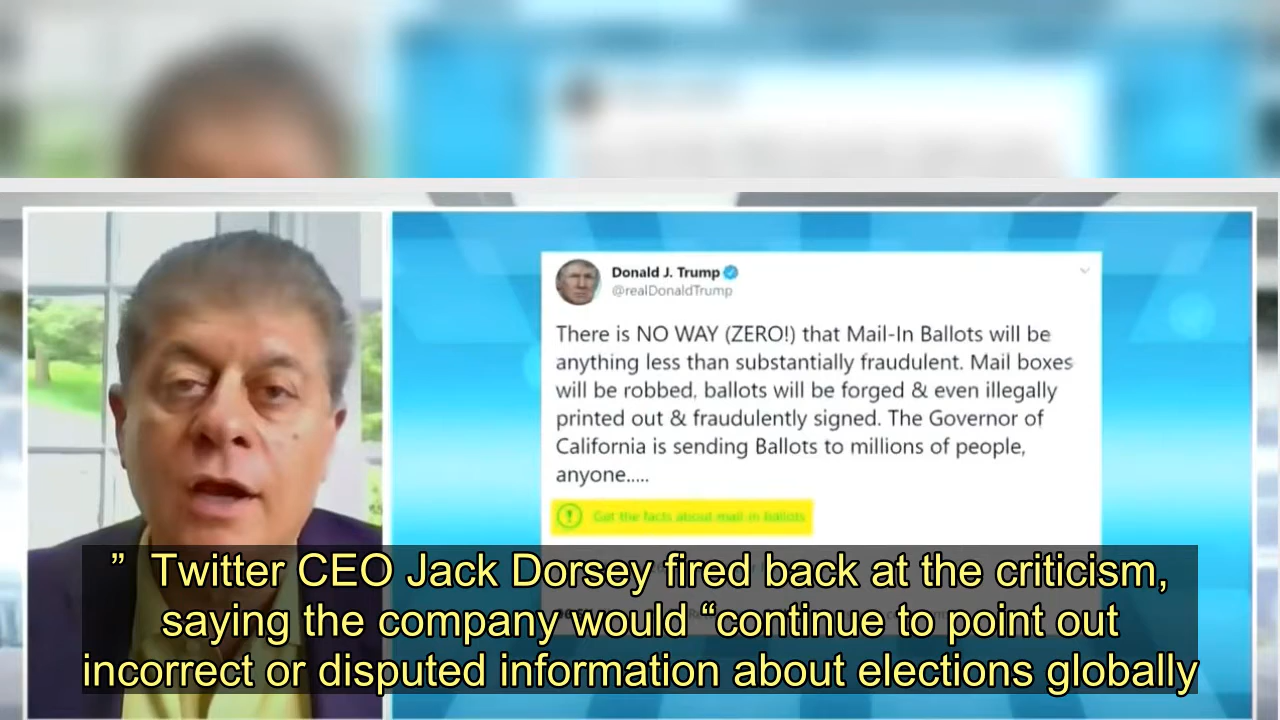 Donald J. Trump
@realDonaldTrump
There is NO WAY (ZERO!) that Mail-In Ballots will be
anything less than substantially fraudulent. Mail boxes
will be robbed, ballots will be forged & even illegally
printed out & fraudulently signed. The Governor of
California is sending Ballots to millions of people,
anyone.....
Get the facts about mail-in ballots
” Twitter CEO Jack Dorsey fired back at the criticism,
saying the company would “continue to point out
incorrect or disputed information about elections globally